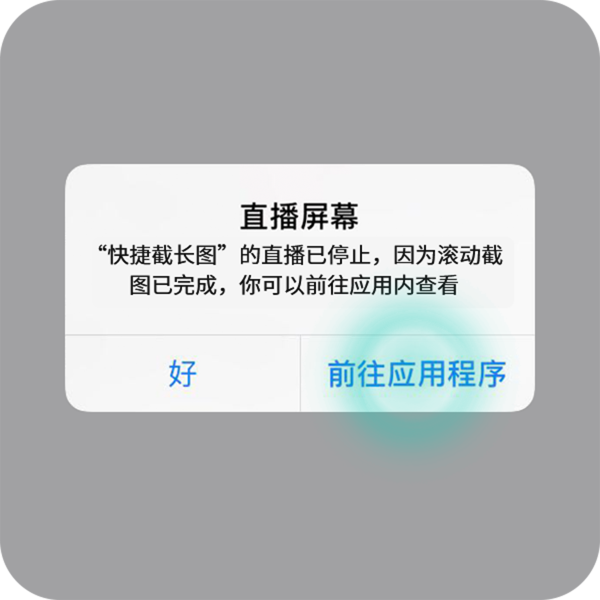 直播屏幕
“快捷截长图”的直播已停止，因为滚动截
图已完成，你可以前往应用内查看
好
前往应用程序